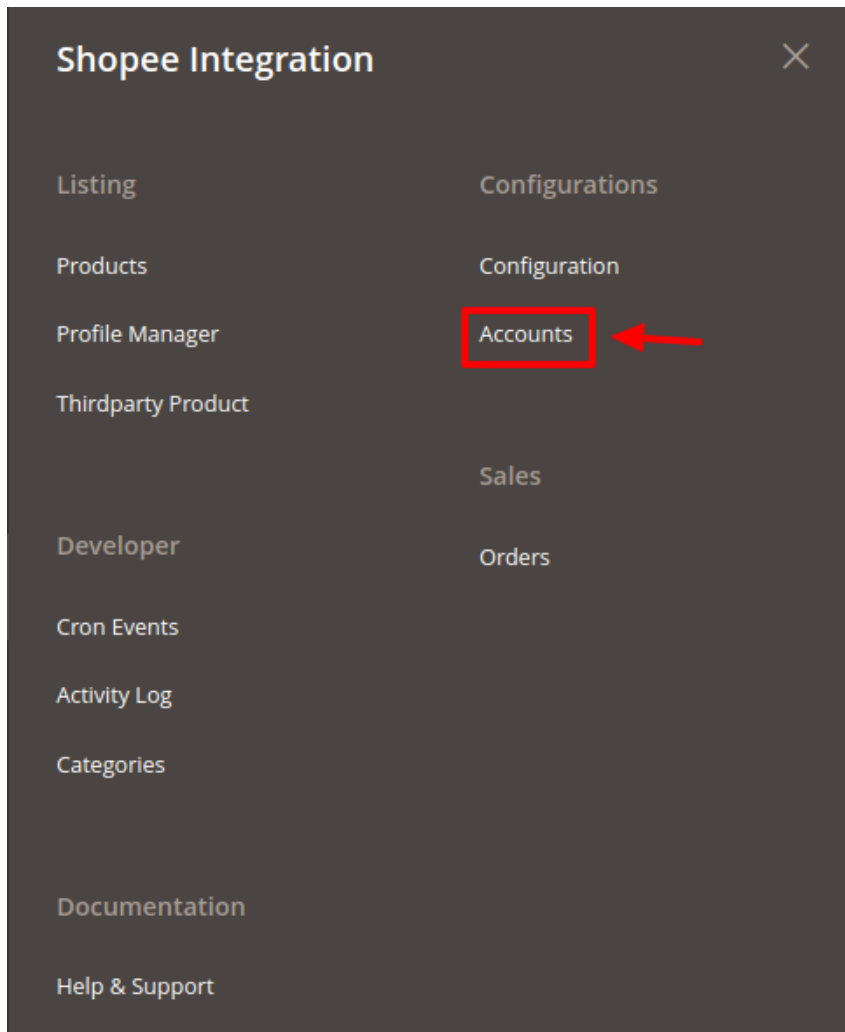 Shopee Integration
Listing
Products
Profile Manager
Thirdparty Product
Developer
Cron Events
Activity Log
Categories
Documentation
Help & Support
Configurations
Configuration
Accounts
Sales
Orders